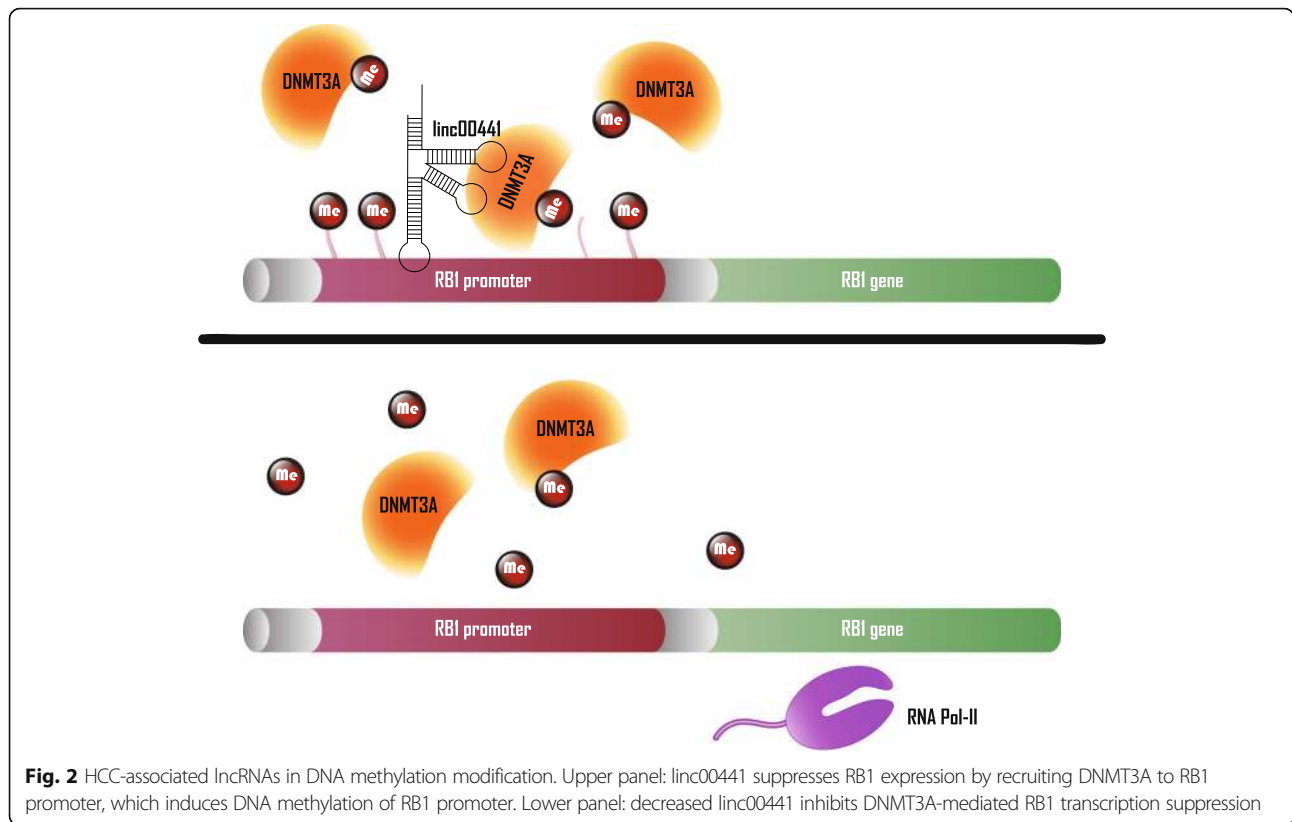 DNMT3A
Me
DNMT3A
Me
linc00441
DNMT3A
Me
Me
Me
Me
RB1 promoter
RB1 gene
Me
DNMT3A
Me
Me
DNMT3A
Me
Me
RB1 promoter
RB1 gene
RNA Pol-II
Fig. 2 HCC-associated lncRNAs in DNA methylation modification. Upper panel: linc00441 suppresses RB1 expression by recruiting DNMT3A to RB1
promoter, which induces DNA methylation of RB1 promoter. Lower panel: decreased linc00441 inhibits DNMT3A-mediated RB1 transcription suppression